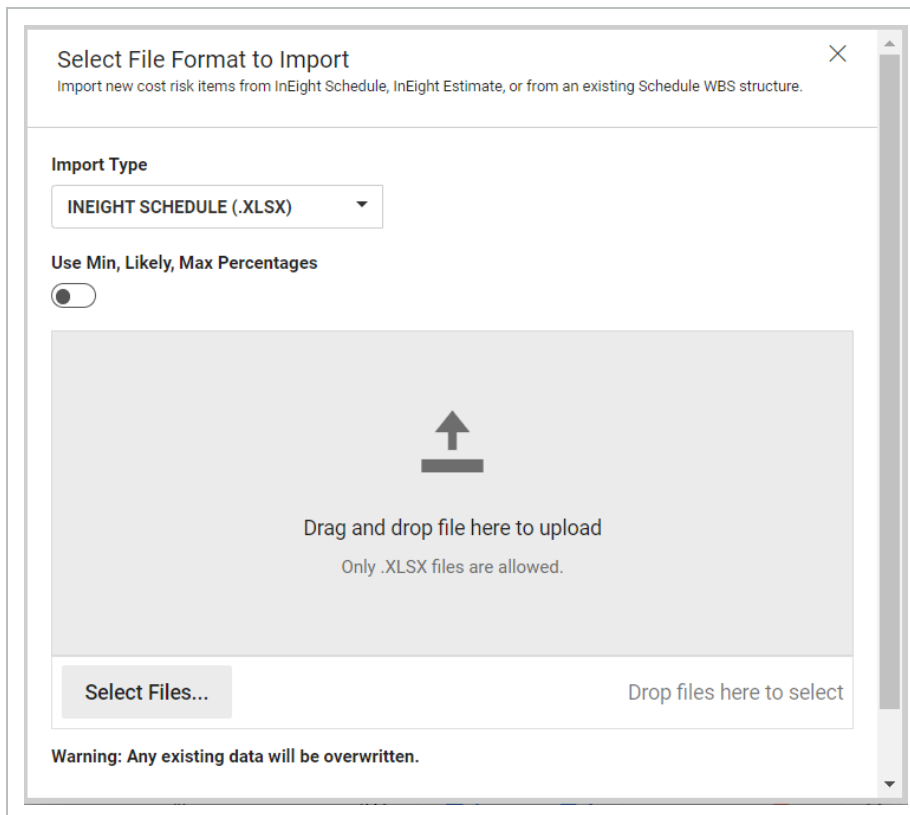 Select File Format to Import
Import new cost risk items from InEight Schedule, InEight Estimate, or from an existing Schedule WBS structure.
Import Type
INEIGHT SCHEDULE (.XLSX)
Use Min, Likely, Max Percentages
Drag and drop file here to upload
Only .XLSX files are allowed.
Select Files...
Drop files here to select
Warning: Any existing data will be overwritten.